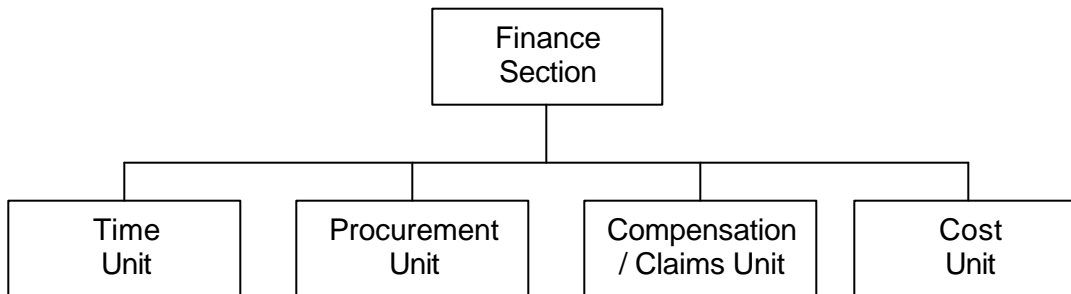 Finance
Section
Time
Unit
Procurement
Unit
Compensation
/ Claims Unit
Cost
Unit